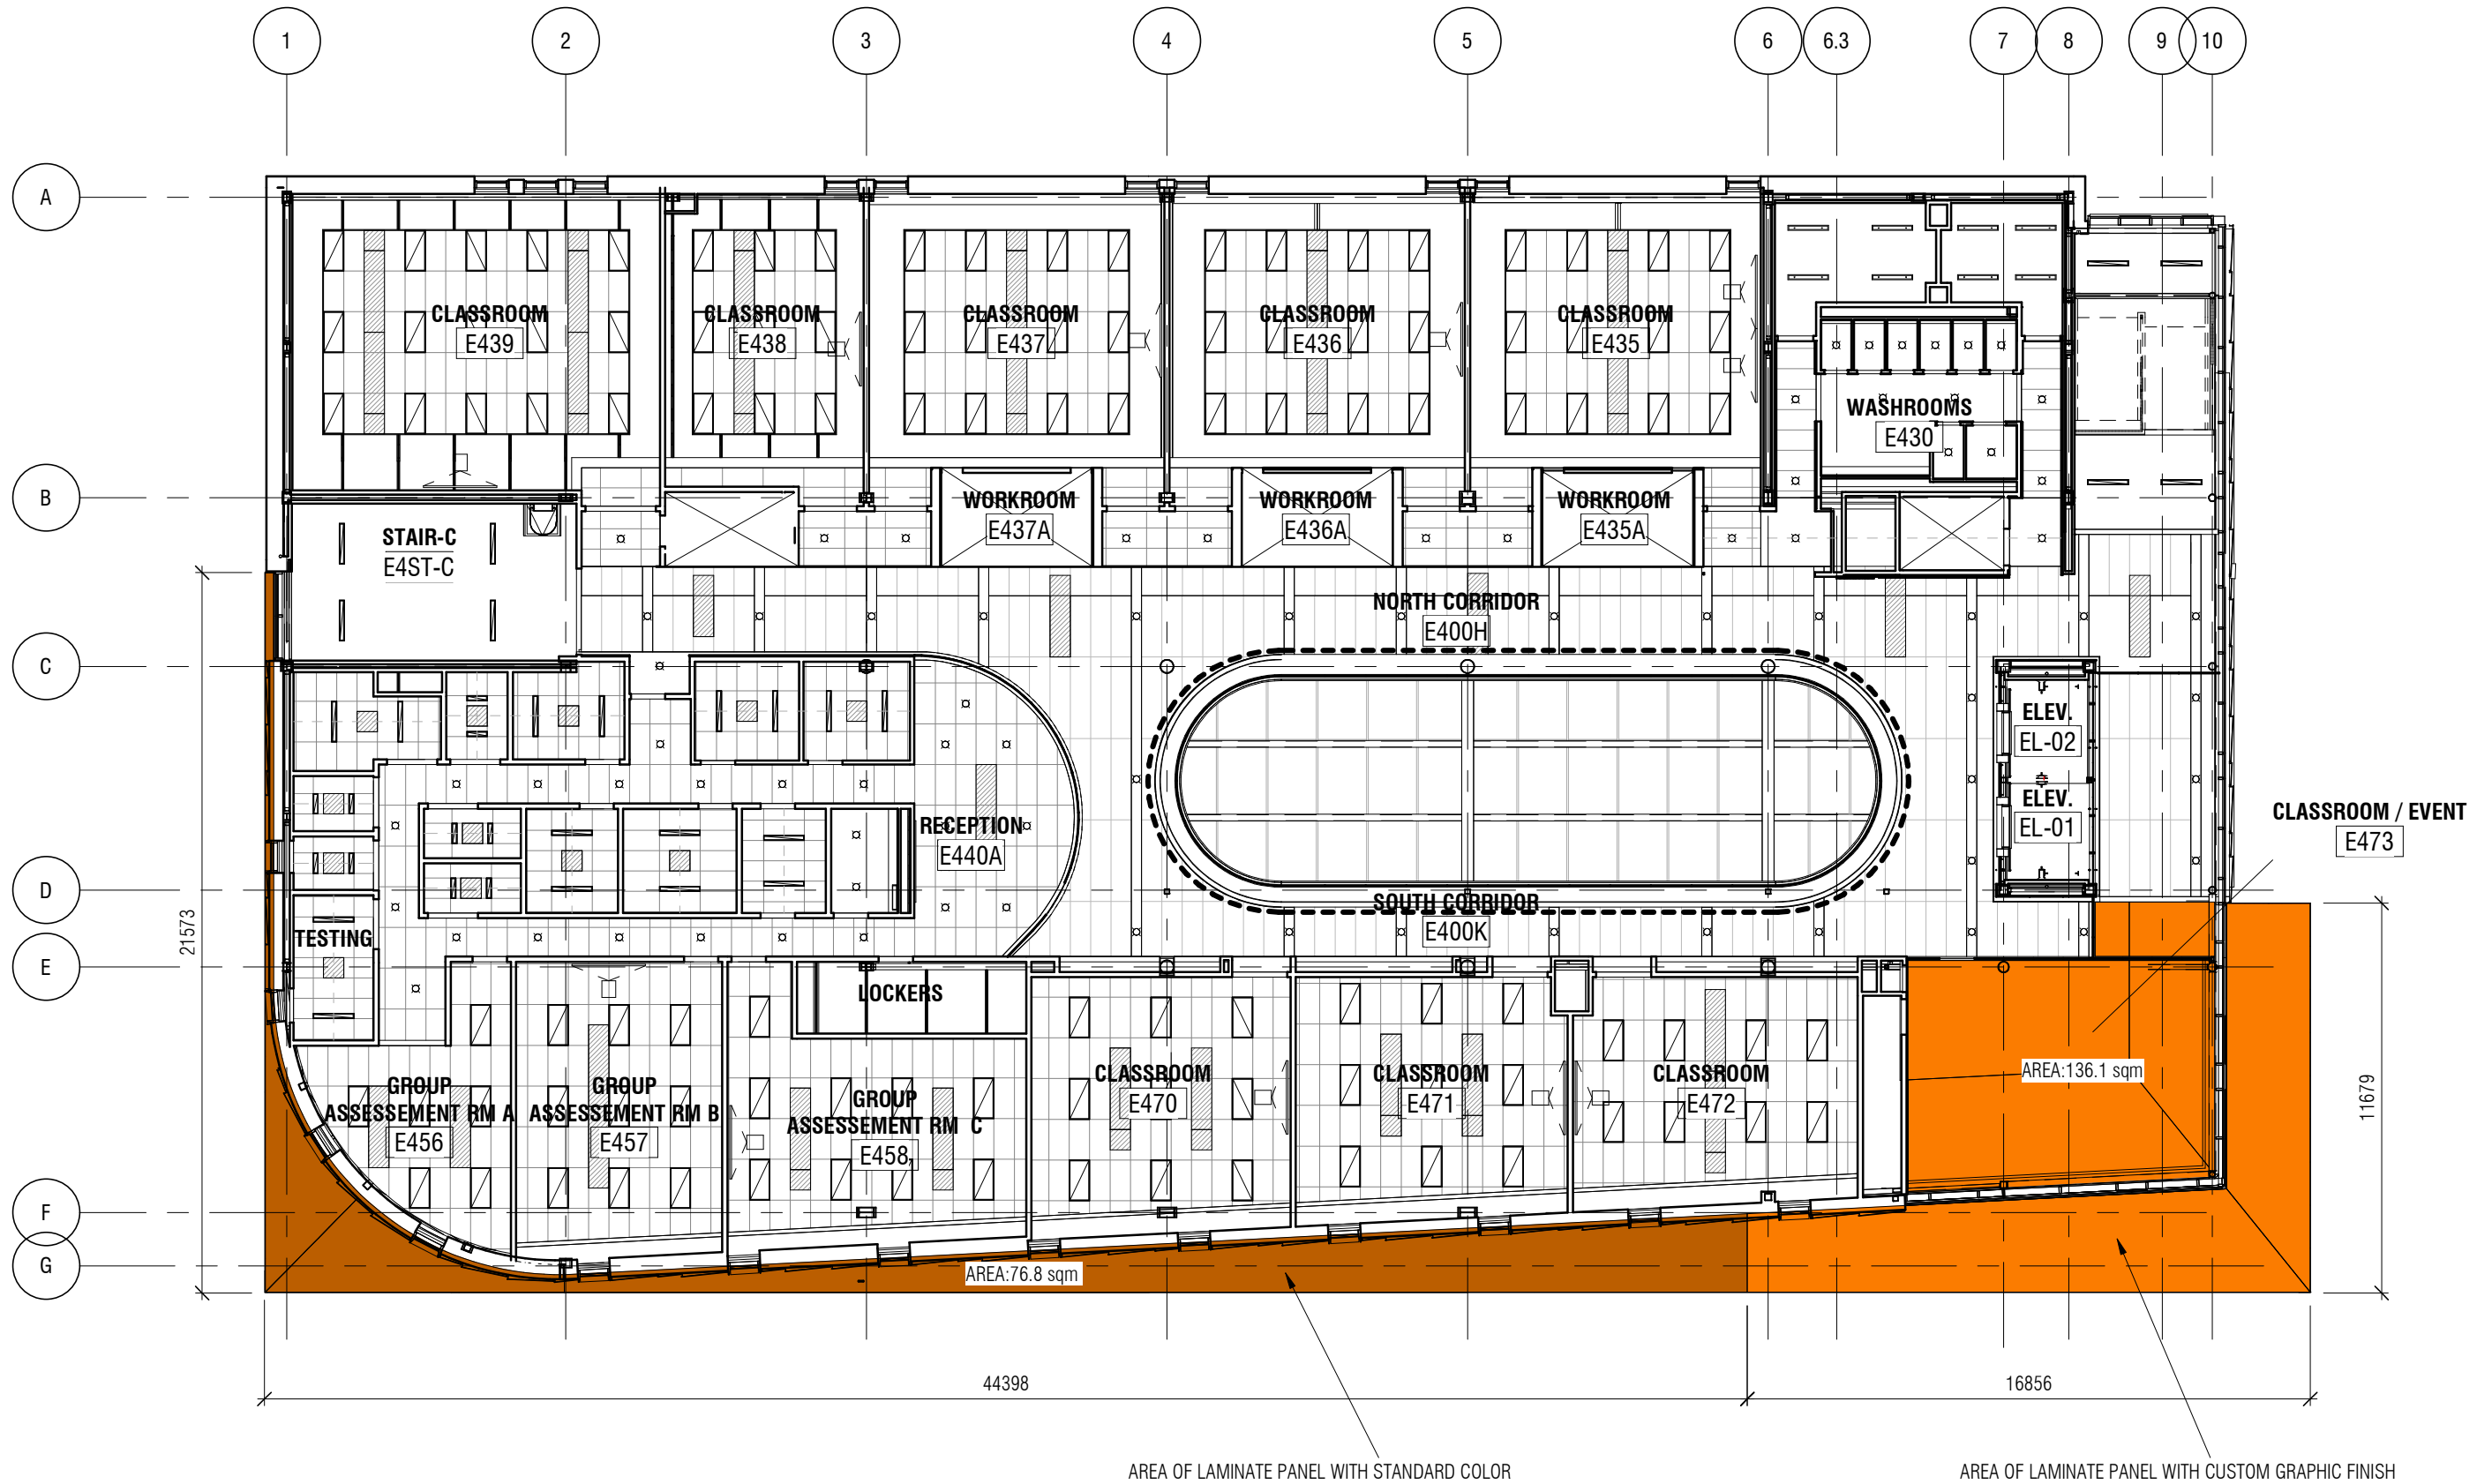 1
2
3
4
5
6
6.3
7
8
9
10
A
B
C
D
E
F
G
CLASSROOM
E439
CLASSROOM
E438
CLASSROOM
E437
CLASSROOM
E436
CLASSROOM
E435
WASHROOMS
E430
WORKROOM
E437A
WORKROOM
E436A
WORKROOM
E435A
STAIR-C
E4ST-C
NORTH CORRIDOR
E400H
ELEV.
EL-02
ELEV.
EL-01
RECEPTION
E440A
CLASSROOM / EVENT
E473
SOUTH CORRIDOR
E400K
TESTING
LOCKERS
21573
11679
GROUP
ASSESSEMENT RM A
E456
GROUP
ASSESSEMENT RM B
E457
GROUP
ASSESSEMENT RM C
E458
CLASSROOM
E470
CLASSROOM
E471
CLASSROOM
E472
AREA:136.1 sqm
AREA:76.8 sqm
44398
16856
AREA OF LAMINATE PANEL WITH STANDARD COLOR
AREA OF LAMINATE PANEL WITH CUSTOM GRAPHIC FINISH